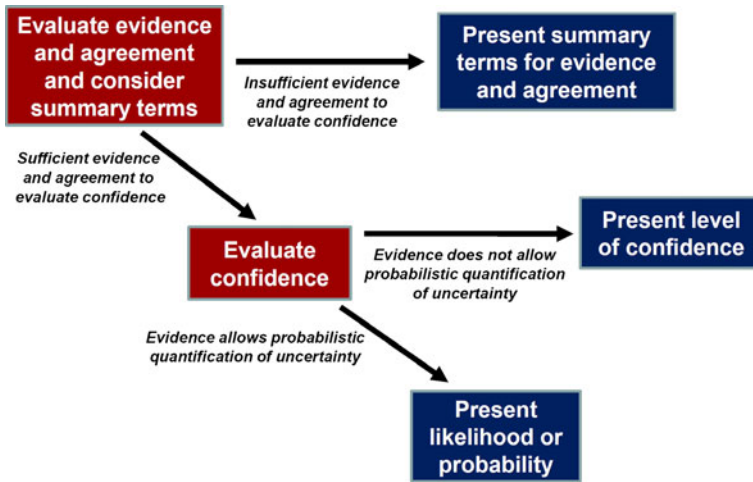 Evaluate evidence
and agreement
and consider
summary terms
Insufficient evidence
and agreement to
evaluate confidence
Present summary
terms for evidence
and agreement
Sufficient evidence
and agreement to
evaluate confidence
Evaluate
confidence
Evidence does not allow
probabilistic quantification
of uncertainty
Present level
of confidence
Evidence allows probabilistic
quantification of uncertainty
Present
likelihood or
probability